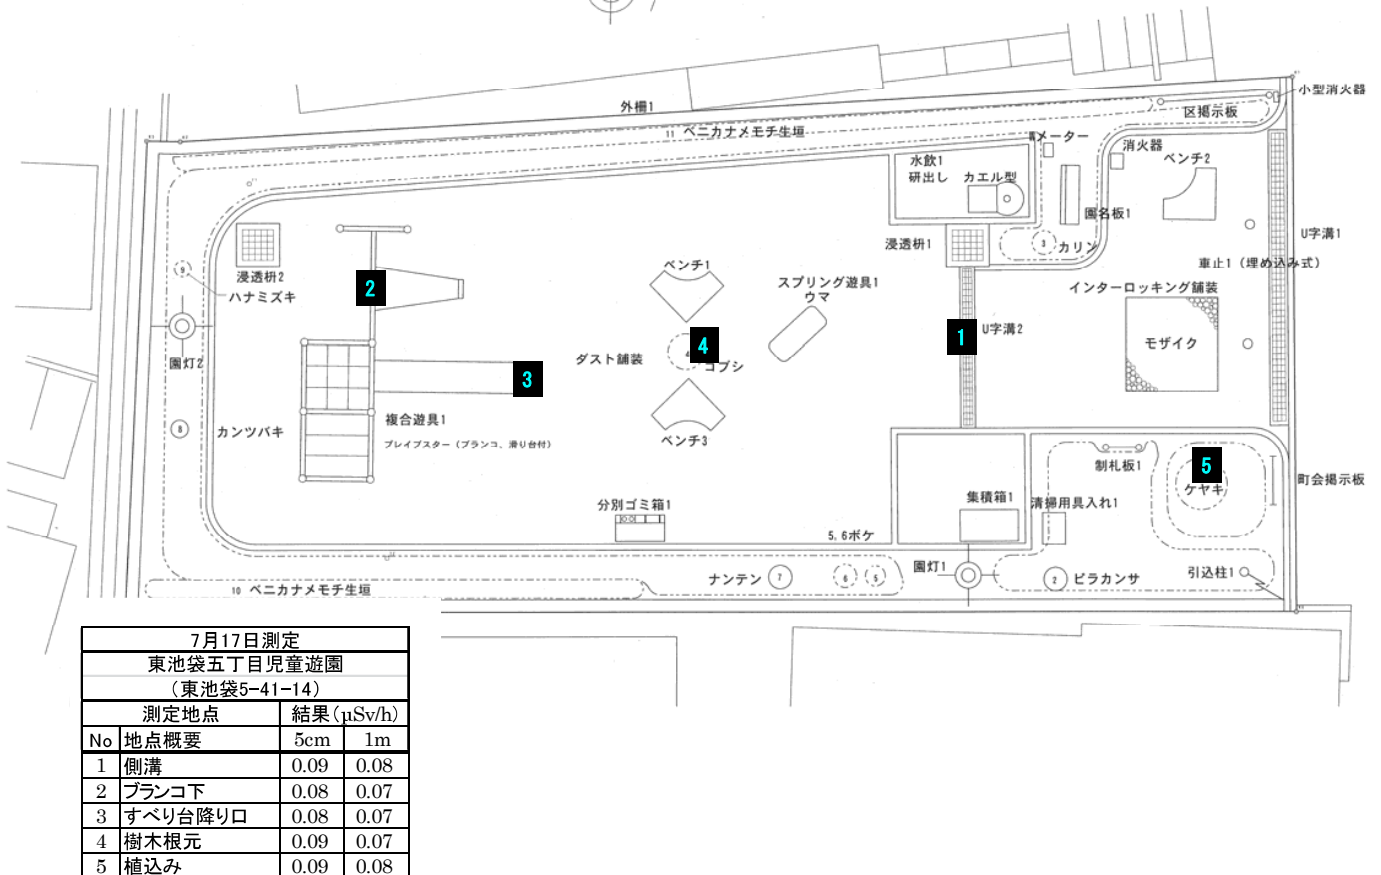 小型消火器
外柵1
区掲示板
11 ベニカナメモチ生垣
Wメーター
消火器
水飲1
研出し カエル型
ベンチ2
園名板1
U字溝1
浸透枡1
3
カリン
車止1（埋め込み式）
浸透枡2
9
ハナミズキ
2
ベンチ1
スプリング遊具1
ウマ
インターロッキング舗装
1
U字溝2
モザイク
4
コブシ
ダスト舗装
園灯2
3
8
カンツバキ
複合遊具1
プレイブスター（ブランコ、滑り台付）
ベンチ3
制札板1
5
ケヤキ
町会掲示板
分別ゴミ箱1
集積箱1
清掃用具入れ1
5.6ボケ
園灯1
ナンテン
7
6
5
2
ピラカンサ
引込柱1
10 ベニカナメモチ生垣
7月17日測定
東池袋五丁目児童遊園
（東池袋5-41-14）
測定地点 結果（μSv/h）
No 地点概要 5cm 1m
1 側溝 0.09 0.08
2 ブランコ下 0.08 0.07
3 すべり台降り口 0.08 0.07
4 樹木根元 0.09 0.07
5 植込み 0.09 0.08